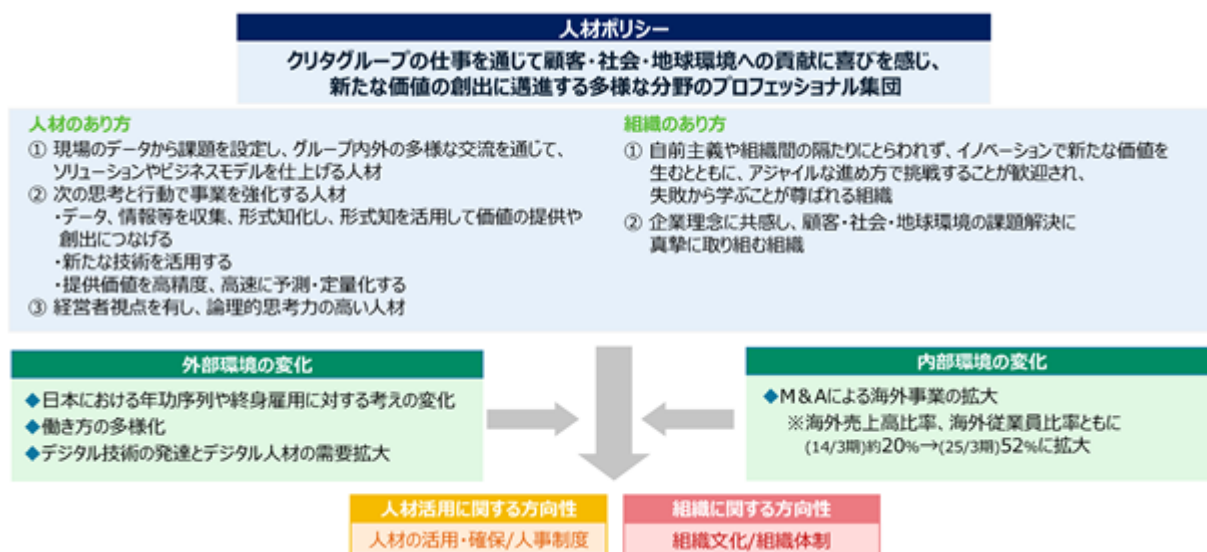 人材ポリシー
クリタグループの仕事を通じて顧客・社会・地球環境への貢献に喜びを感じ、
新たな価値の創出に邁進する多様な分野のプロフェッショナル集団
人材のあり方
① 現場のデータから課題を設定し、グループ内外の多様な交流を通じて、
ソリューションやビジネスモデルを仕上げる人材
② 次の思考と行動で事業を強化する人材
・データ、情報等を収集、形式知化し、形式知を活用して価値の提供や
創出につなげる
・新たな技術を活用する
・提供価値を高精度、高速に予測・定量化する
③ 経営者視点を有し、論理的思考力の高い人材
組織のあり方
① 自前主義や組織間の隔たりにとらわれず、イノベーションで新たな価値を
生むとともに、アジャイルな進め方で挑戦することが歓迎され、
失敗から学ぶことが尊ばれる組織
② 企業理念に共感し、顧客・社会・地球環境の課題解決に
真摯に取り組む組織
外部環境の変化
◆日本における年功序列や終身雇用に対する考えの変化
◆働き方の多様化
◆デジタル技術の発達とデジタル人材の需要拡大
内部環境の変化
◆M&Aによる海外事業の拡大
※海外売上高比率、海外従業員比率ともに
(14/3期)約20%→(25/3期)52%に拡大
人材活用に関する方向性
人材の活用・確保/人事制度
組織に関する方向性
組織文化/組織体制